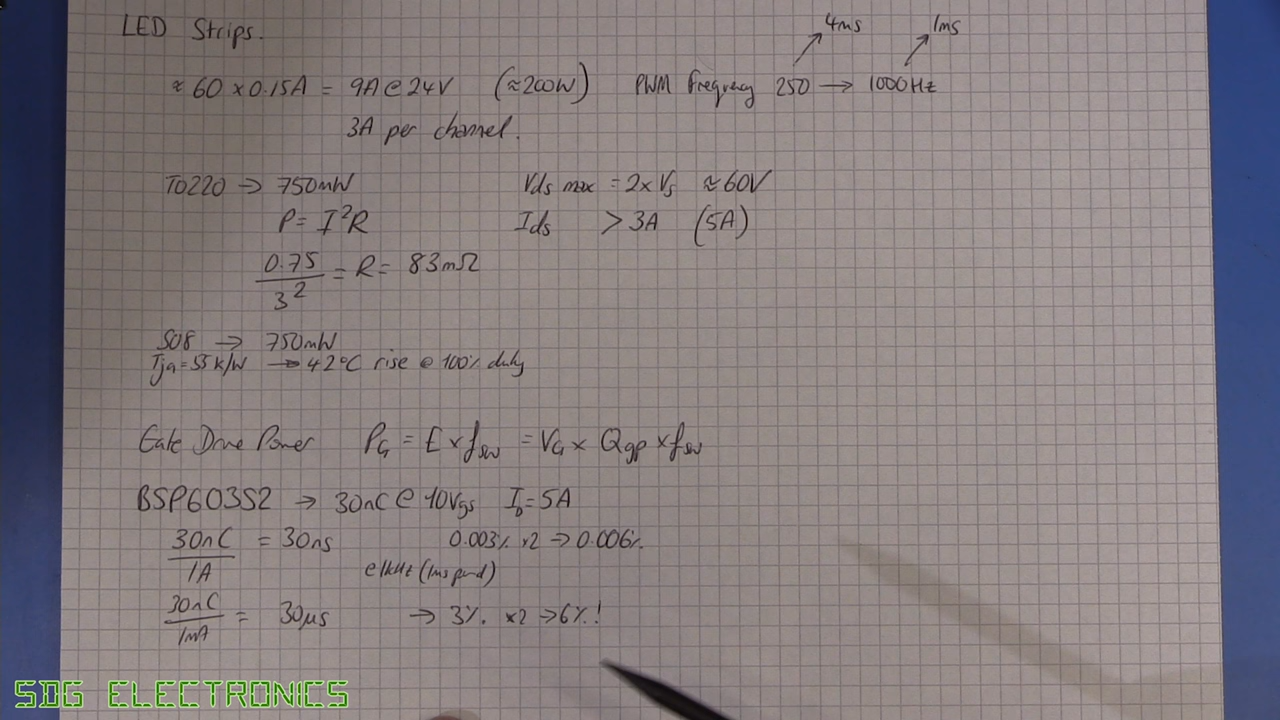 LED Strips.
4ms
1ms
≈ 60 × 0.15A = 9A @ 24V (≈200W)
PWM Frequency 250 → 1000Hz
3A per channel.
TO220 → 750mW
Vds max = 2× Vs ≈ 60V
P = I²R
Ids > 3A (5A)
0.75 / 3² = R = 83mΩ
SO8 → 750mW
Tja = 55K/W → 42°C rise @ 100% duty
Gate Drive Power PG = E × fsw = VG × Qgp × fsw
BSP603S2 → 30nC @ 10Vgs ID = 5A
30nC / 1A = 30ns 0.003% ×2 → 0.006%
@ 1kHz (1ms period)
30nC / 1mA = 30µs → 3% ×2 → 6%!
SDG ELECTRONICS